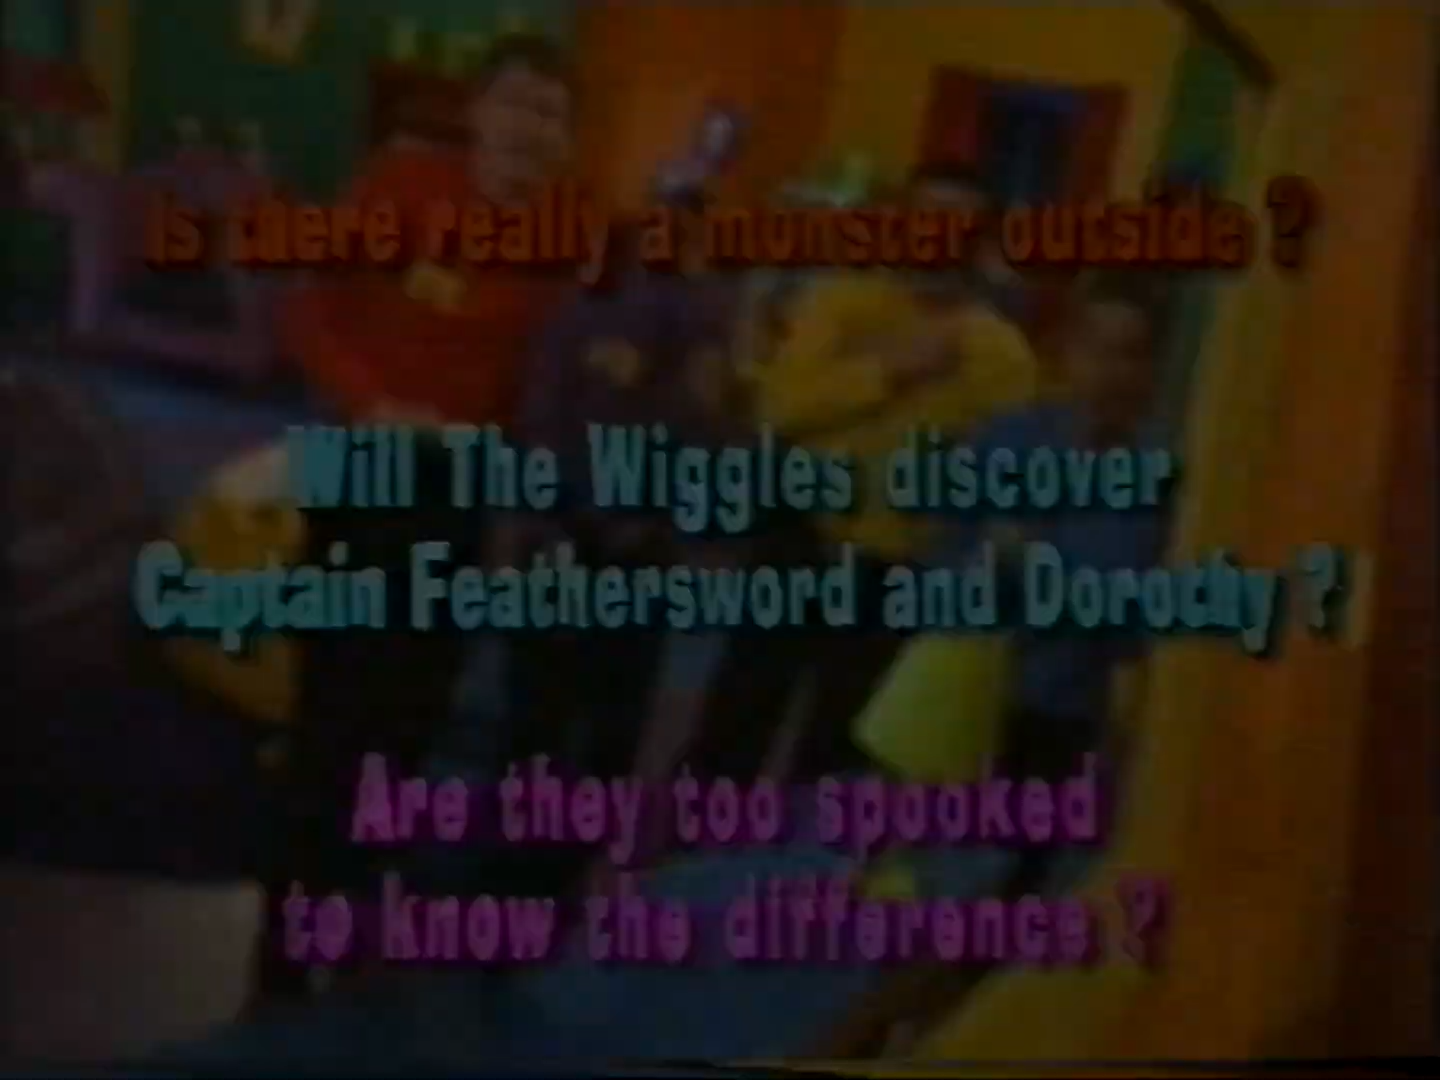 Is there really a monster outside ?
Will The Wiggles discover
Captain Feathersword and Dorothy ?
Are they too spooked
to know the difference ?